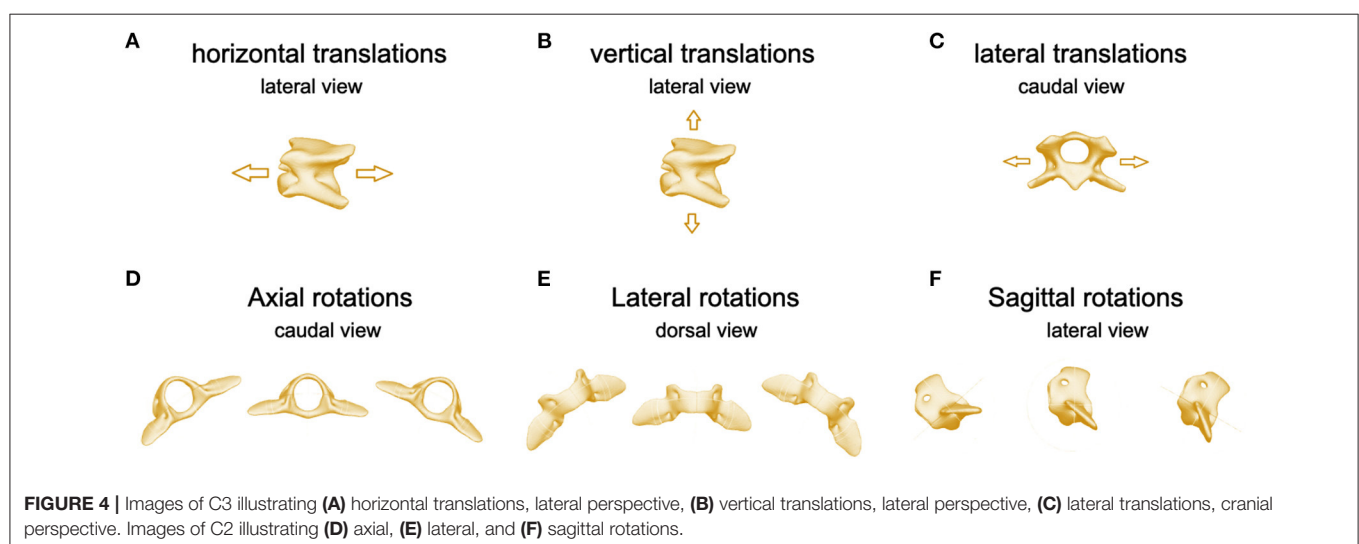 A
horizontal translations
lateral view
B
vertical translations
lateral view
C
lateral translations
caudal view
D
Axial rotations
caudal view
E
Lateral rotations
dorsal view
F
Sagittal rotations
lateral view
FIGURE 4 | Images of C3 illustrating (A) horizontal translations, lateral perspective, (B) vertical translations, lateral perspective, (C) lateral translations, cranial
perspective. Images of C2 illustrating (D) axial, (E) lateral, and (F) sagittal rotations.